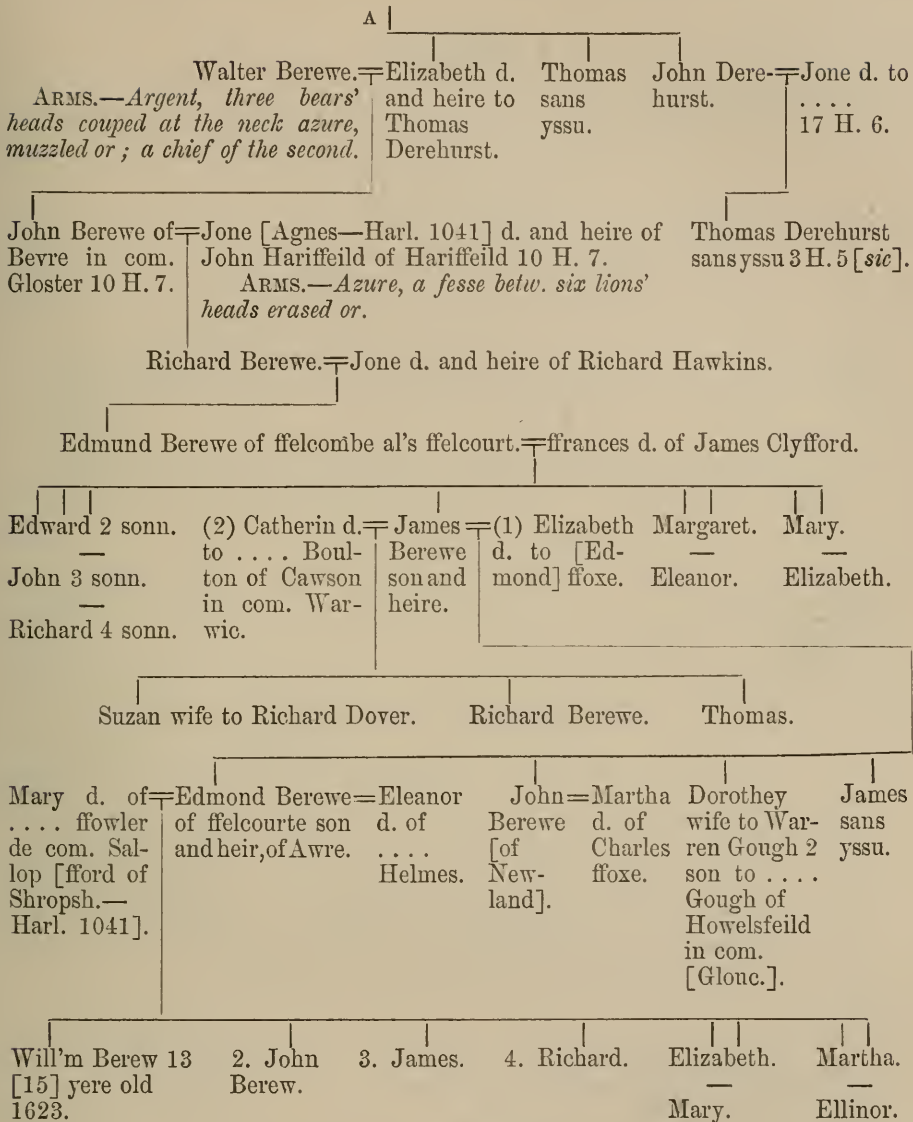 A
Walter Berewe.
ARMS.—Argent, three bears'
heads couped at the neck azure,
muzzled or; a chief of the second.
Elizabeth d.
and heire to
Thomas
Derehurst.
Thomas
sans
yssu.
John Dere-
hurst.
Jone d. to
. . . .
17 H. 6.
John Berewe of
Bevre in com.
Gloster 10 H. 7.
Jone [Agnes—Harl. 1041] d. and heire of
John Hariffeild of Hariffeild 10 H. 7.
ARMS.—Azure, a fesse betw. six lions'
heads erased or.
Thomas Derehurst
sans yssu 3 H. 5 [sic].
Richard Berewe.
Jone d. and heire of Richard Hawkins.
Edmund Berewe of ffelcombe al's ffelcourt.
ffrances d. of James Clyfford.
Edward 2 sonn.
—
John 3 sonn.
—
Richard 4 sonn.
(2) Catherin d.
to . . . . Boul-
ton of Cawson
in com. War-
wic.
James
Berewe
son and
heire.
(1) Elizabeth
d. to [Ed-
mond] ffoxe.
Margaret.
—
Eleanor.
Mary.
—
Elizabeth.
Suzan wife to Richard Dover.
Richard Berewe.
Thomas.
Mary d. of
. . . . ffowler
de com. Sal-
lop [fford of
Shropsh.—
Harl. 1041].
Edmond Berewe
of ffelcourte son
and heir, of Awre.
=Eleanor
d. of
. . . .
Helmes.
John
Berewe
[of
New-
land].
=Martha
d. of
Charles
ffoxe.
Dorothey
wife to War-
ren Gough 2
son to . . . .
Gough of
Howelsfeild
in com.
[Glouc.].
James
sans
yssu.
Will'm Berew 13
[15] yere old
1623.
2. John
Berew.
3. James.
4. Richard.
Elizabeth.
—
Mary.
Martha.
—
Ellinor.